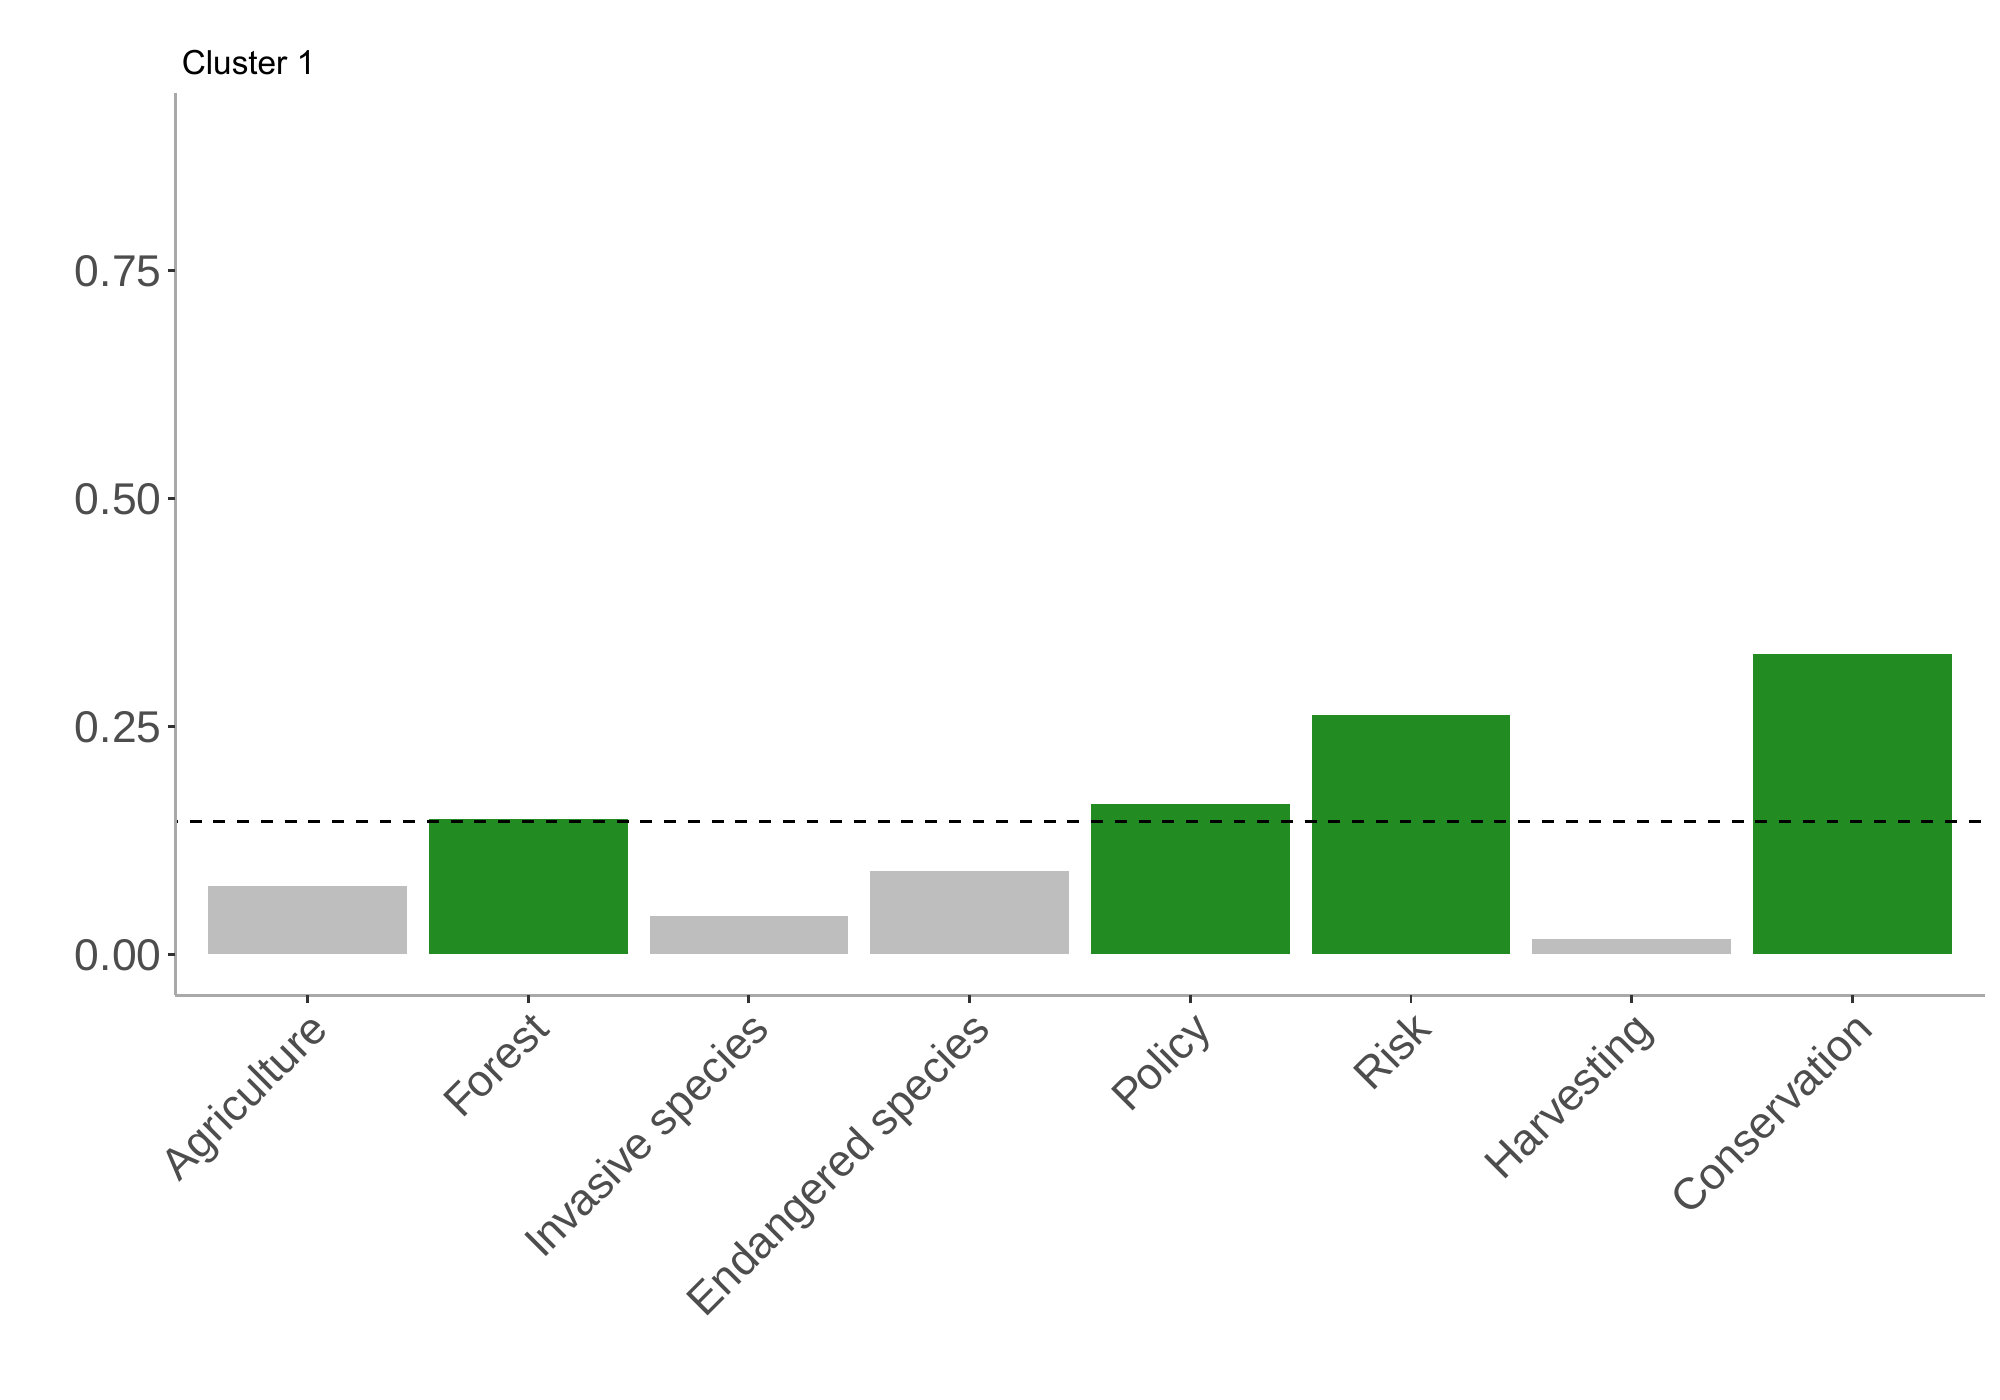 Cluster 1
0.75
0.50
0.25
0.00
Agriculture
Forest
Invasive species
Endangered species
Policy
Risk
Harvesting
Conservation